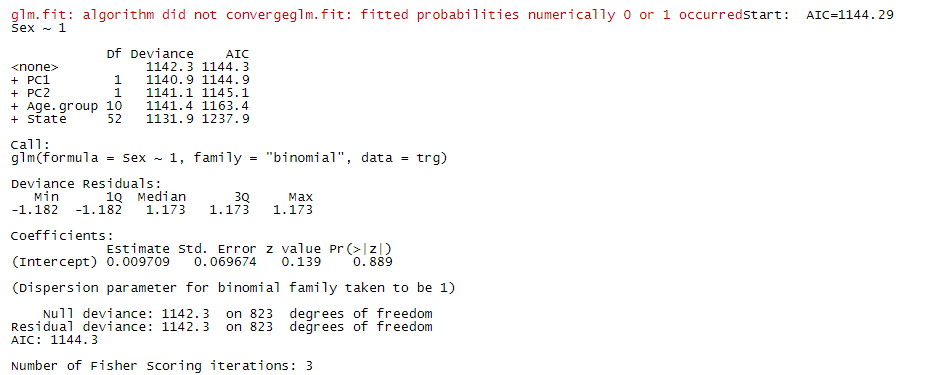 glm.fit: algorithm did not convergeglm.fit: fitted probabilities numerically 0 or 1 occurredStart:  AIC=1144.29
Sex ~ 1

            Df Deviance    AIC
<none>           1142.3 1144.3
+ PC1        1   1140.9 1144.9
+ PC2        1   1141.1 1145.1
+ Age.group 10   1141.4 1163.4
+ State     52   1131.9 1237.9

Call:
glm(formula = Sex ~ 1, family = "binomial", data = trg)

Deviance Residuals:
   Min      1Q  Median      3Q     Max
-1.182  -1.182   1.173   1.173   1.173

Coefficients:
            Estimate Std. Error z value Pr(>|z|)
(Intercept) 0.009709   0.069674   0.139    0.889

(Dispersion parameter for binomial family taken to be 1)

    Null deviance: 1142.3  on 823  degrees of freedom
Residual deviance: 1142.3  on 823  degrees of freedom
AIC: 1144.3

Number of Fisher Scoring iterations: 3